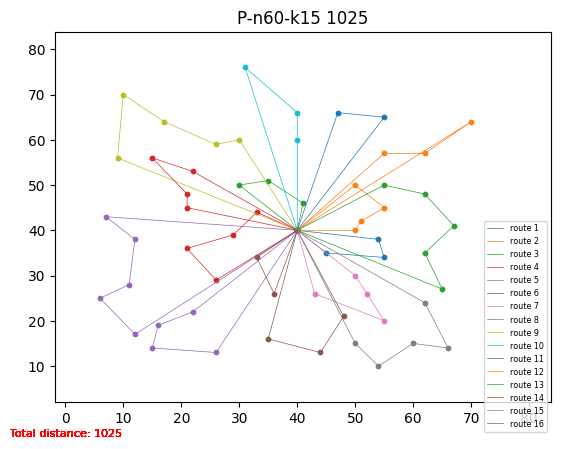 P-n60-k15 1025
80
70
60
50
40
30
20
10
0 10 20 30 40 50 60 70 80
route 1
route 2
route 3
route 4
route 5
route 6
route 7
route 8
route 9
route 10
route 11
route 12
route 13
route 14
route 15
route 16
Total distance: 1025